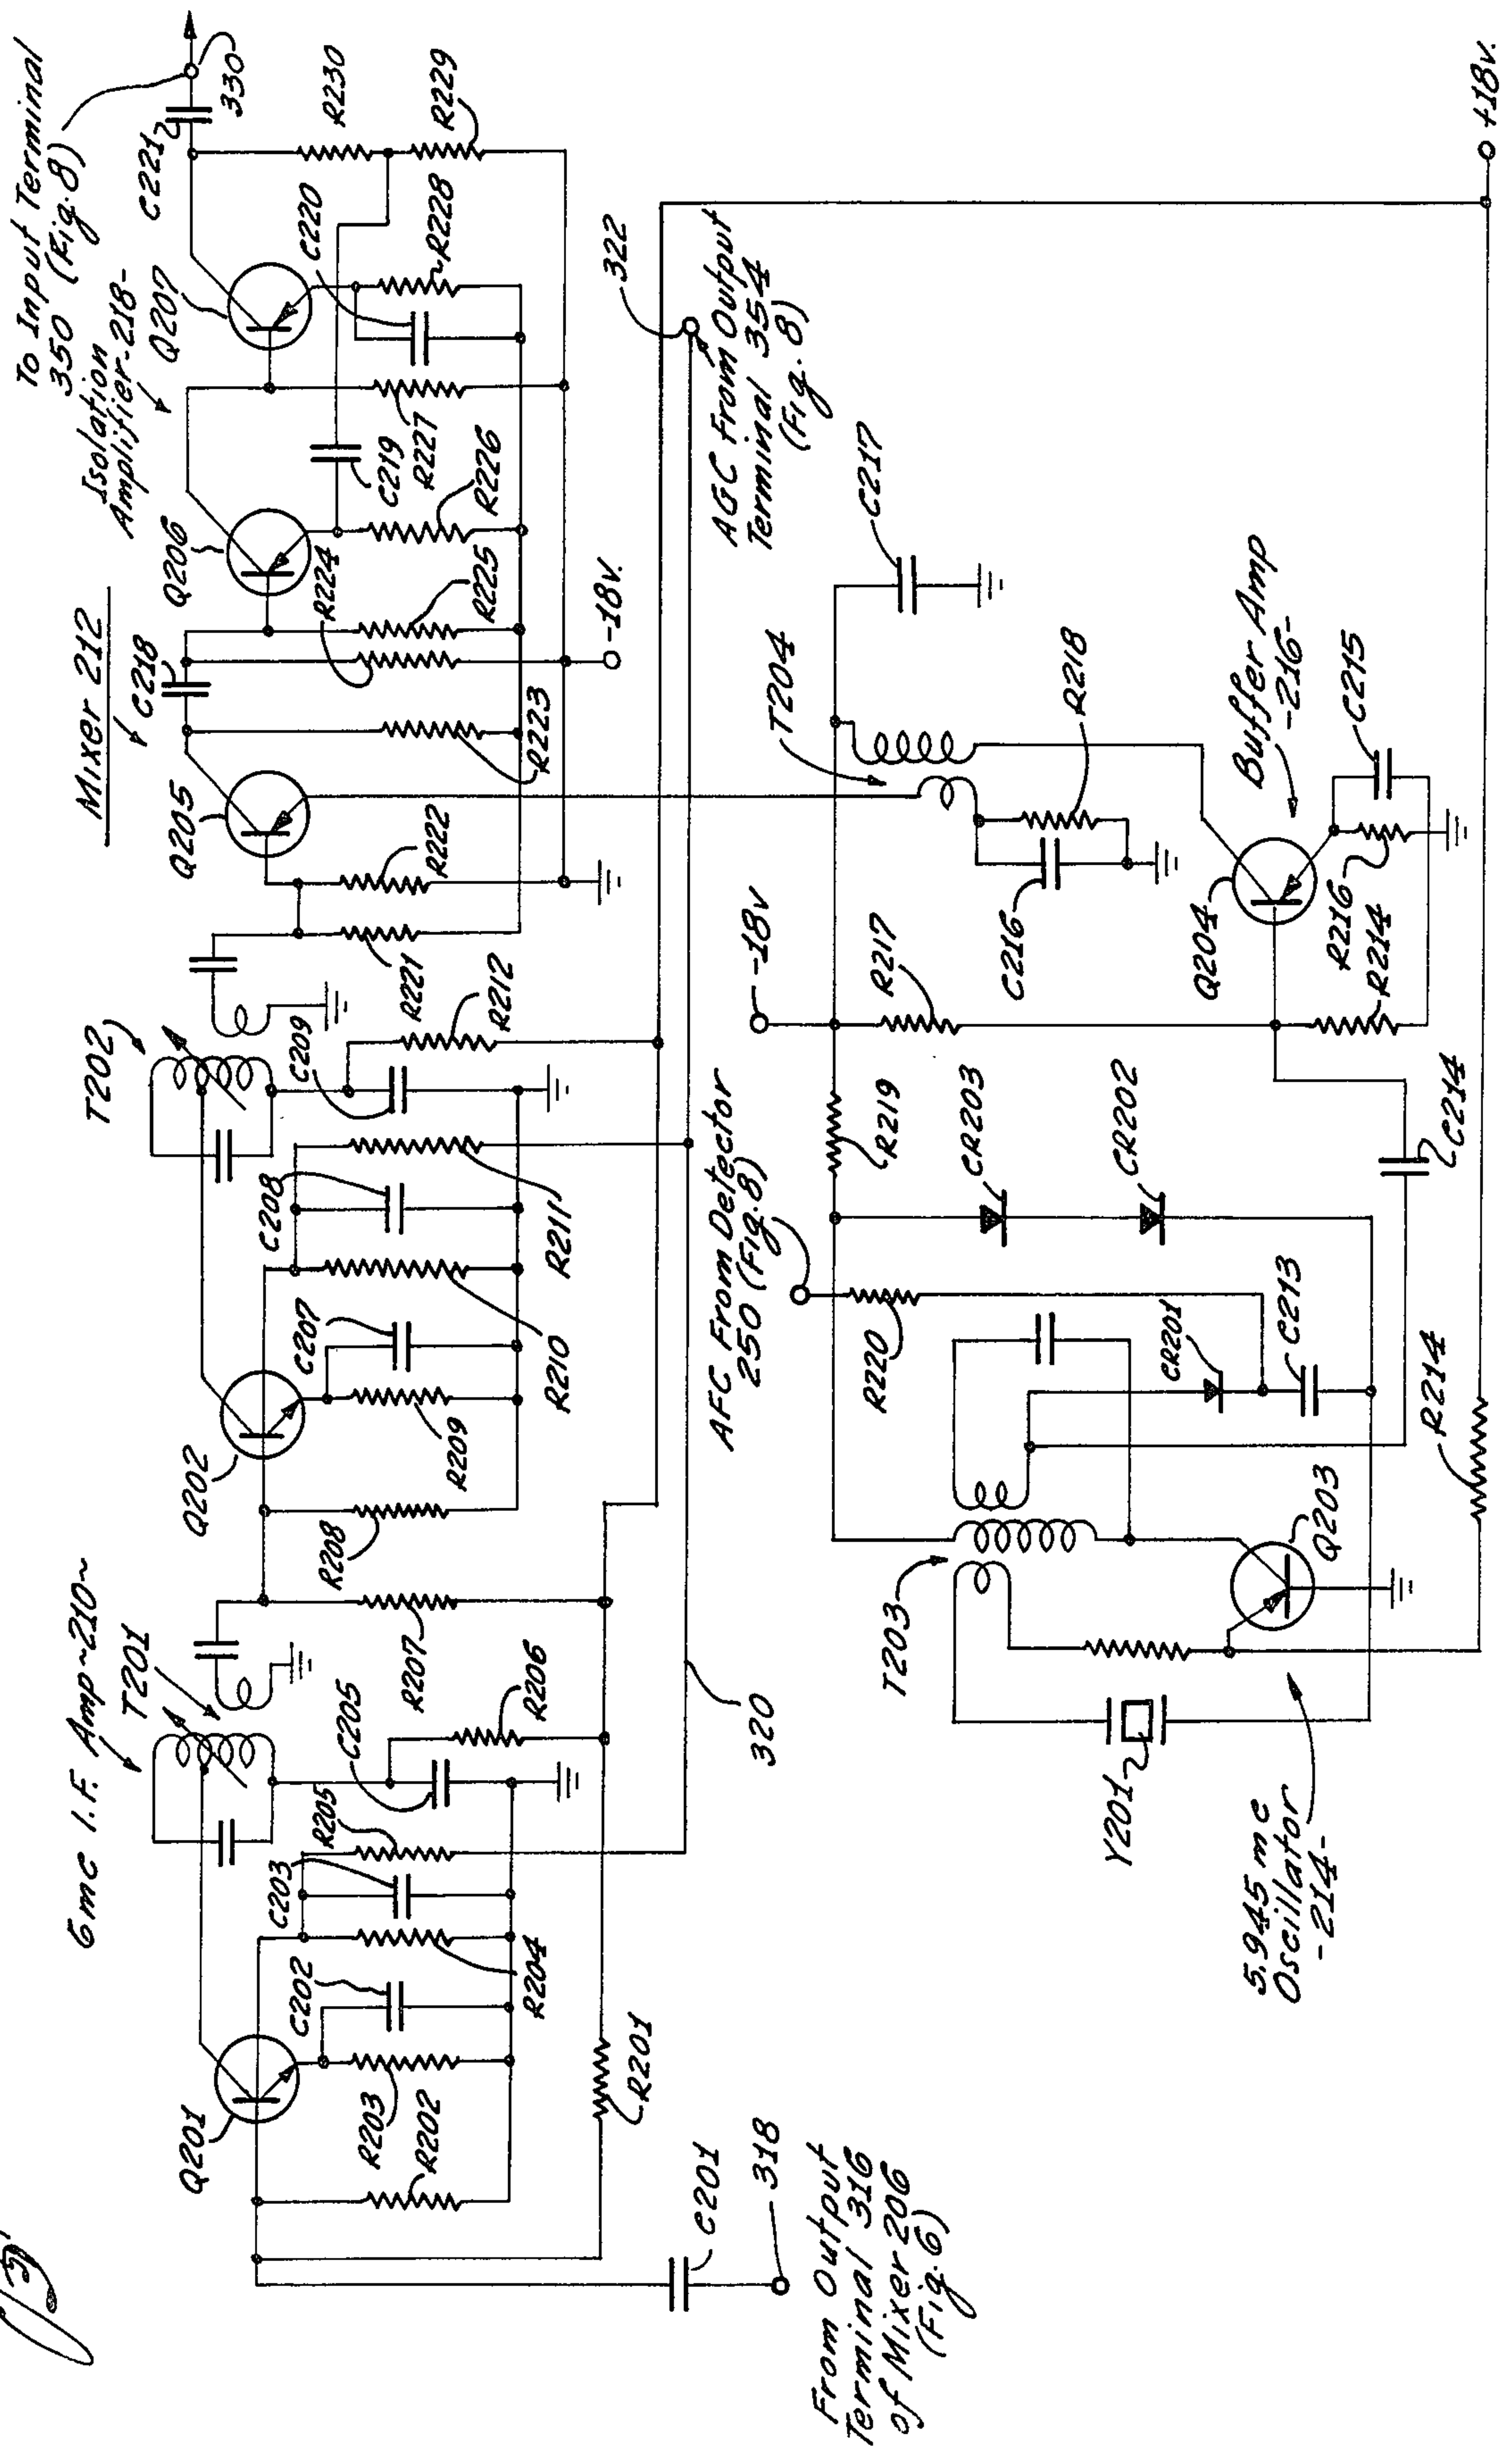 To Input Terminal
350 (Fig. 8)
Isolation
Amplifier-218-
Mixer 212
6mc I.F. Amp ~210~
T201
T202
Q201
Q202
Q205
Q206
Q207
C218
C221
330
R230
R229
R228
C220
C219
R227
R226
R225
R224
R223
R222
R221
R212
C209
C208
R211
R210
C207
R209
R208
R207
R206
C205
R205
C203
R204
C202
R203
R202
R201
C201
318
320
322
-18v.
AGC From Output
Terminal 354
(Fig. 8)
From Output
Terminal 316
of Mixer 206
(Fig. 6)
AFC From Detector
250 (Fig. 8)
-18v
R217
R219
R220
CR203
CR202
CR201
C213
C214
R214
T203
Y201
Q203
5.945 mc
Oscillator
-214-
T204
C217
R218
C216
Q204
Buffer Amp
-216-
C215
R216
R214
+18v.